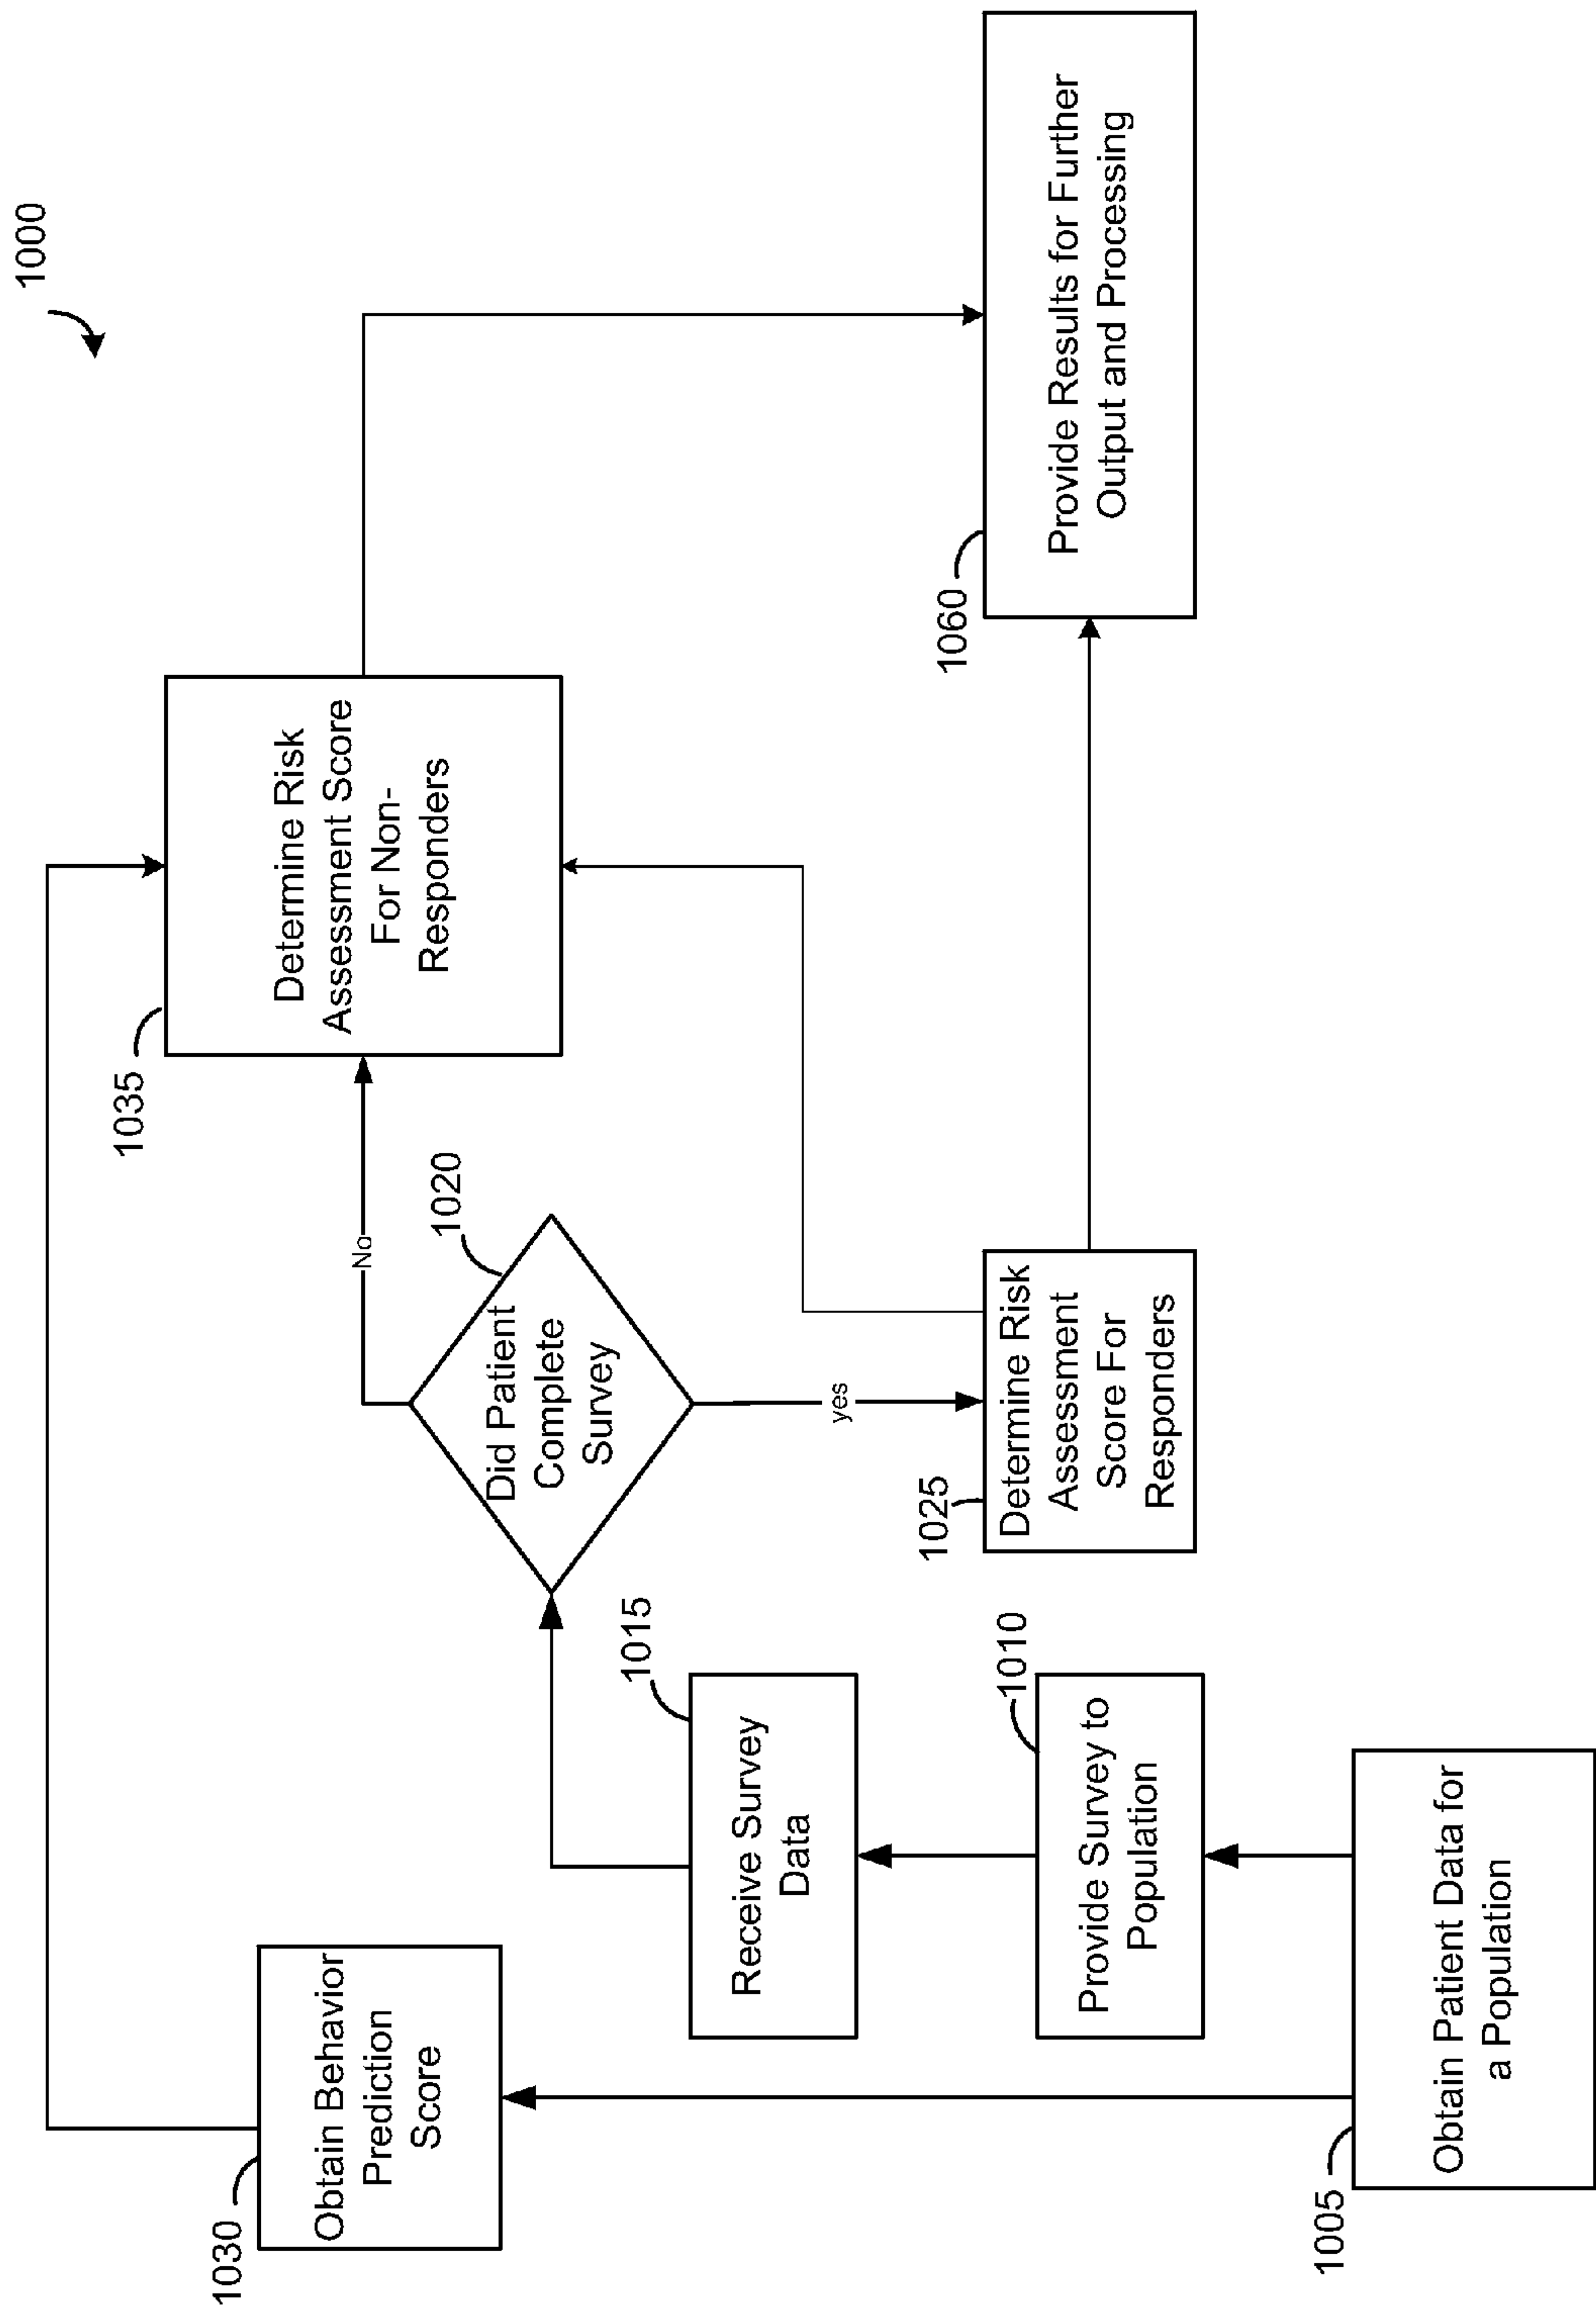 1000
1030
Obtain Behavior
Prediction
Score
1035
Determine Risk
Assessment Score
For Non-
Responders
No
1020
Did Patient
Complete
Survey
yes
1015
Receive Survey
Data
1010
Provide Survey to
Population
1025
Determine Risk
Assessment
Score For
Responders
1060
Provide Results for Further
Output and Processing
1005
Obtain Patient Data for
a Population